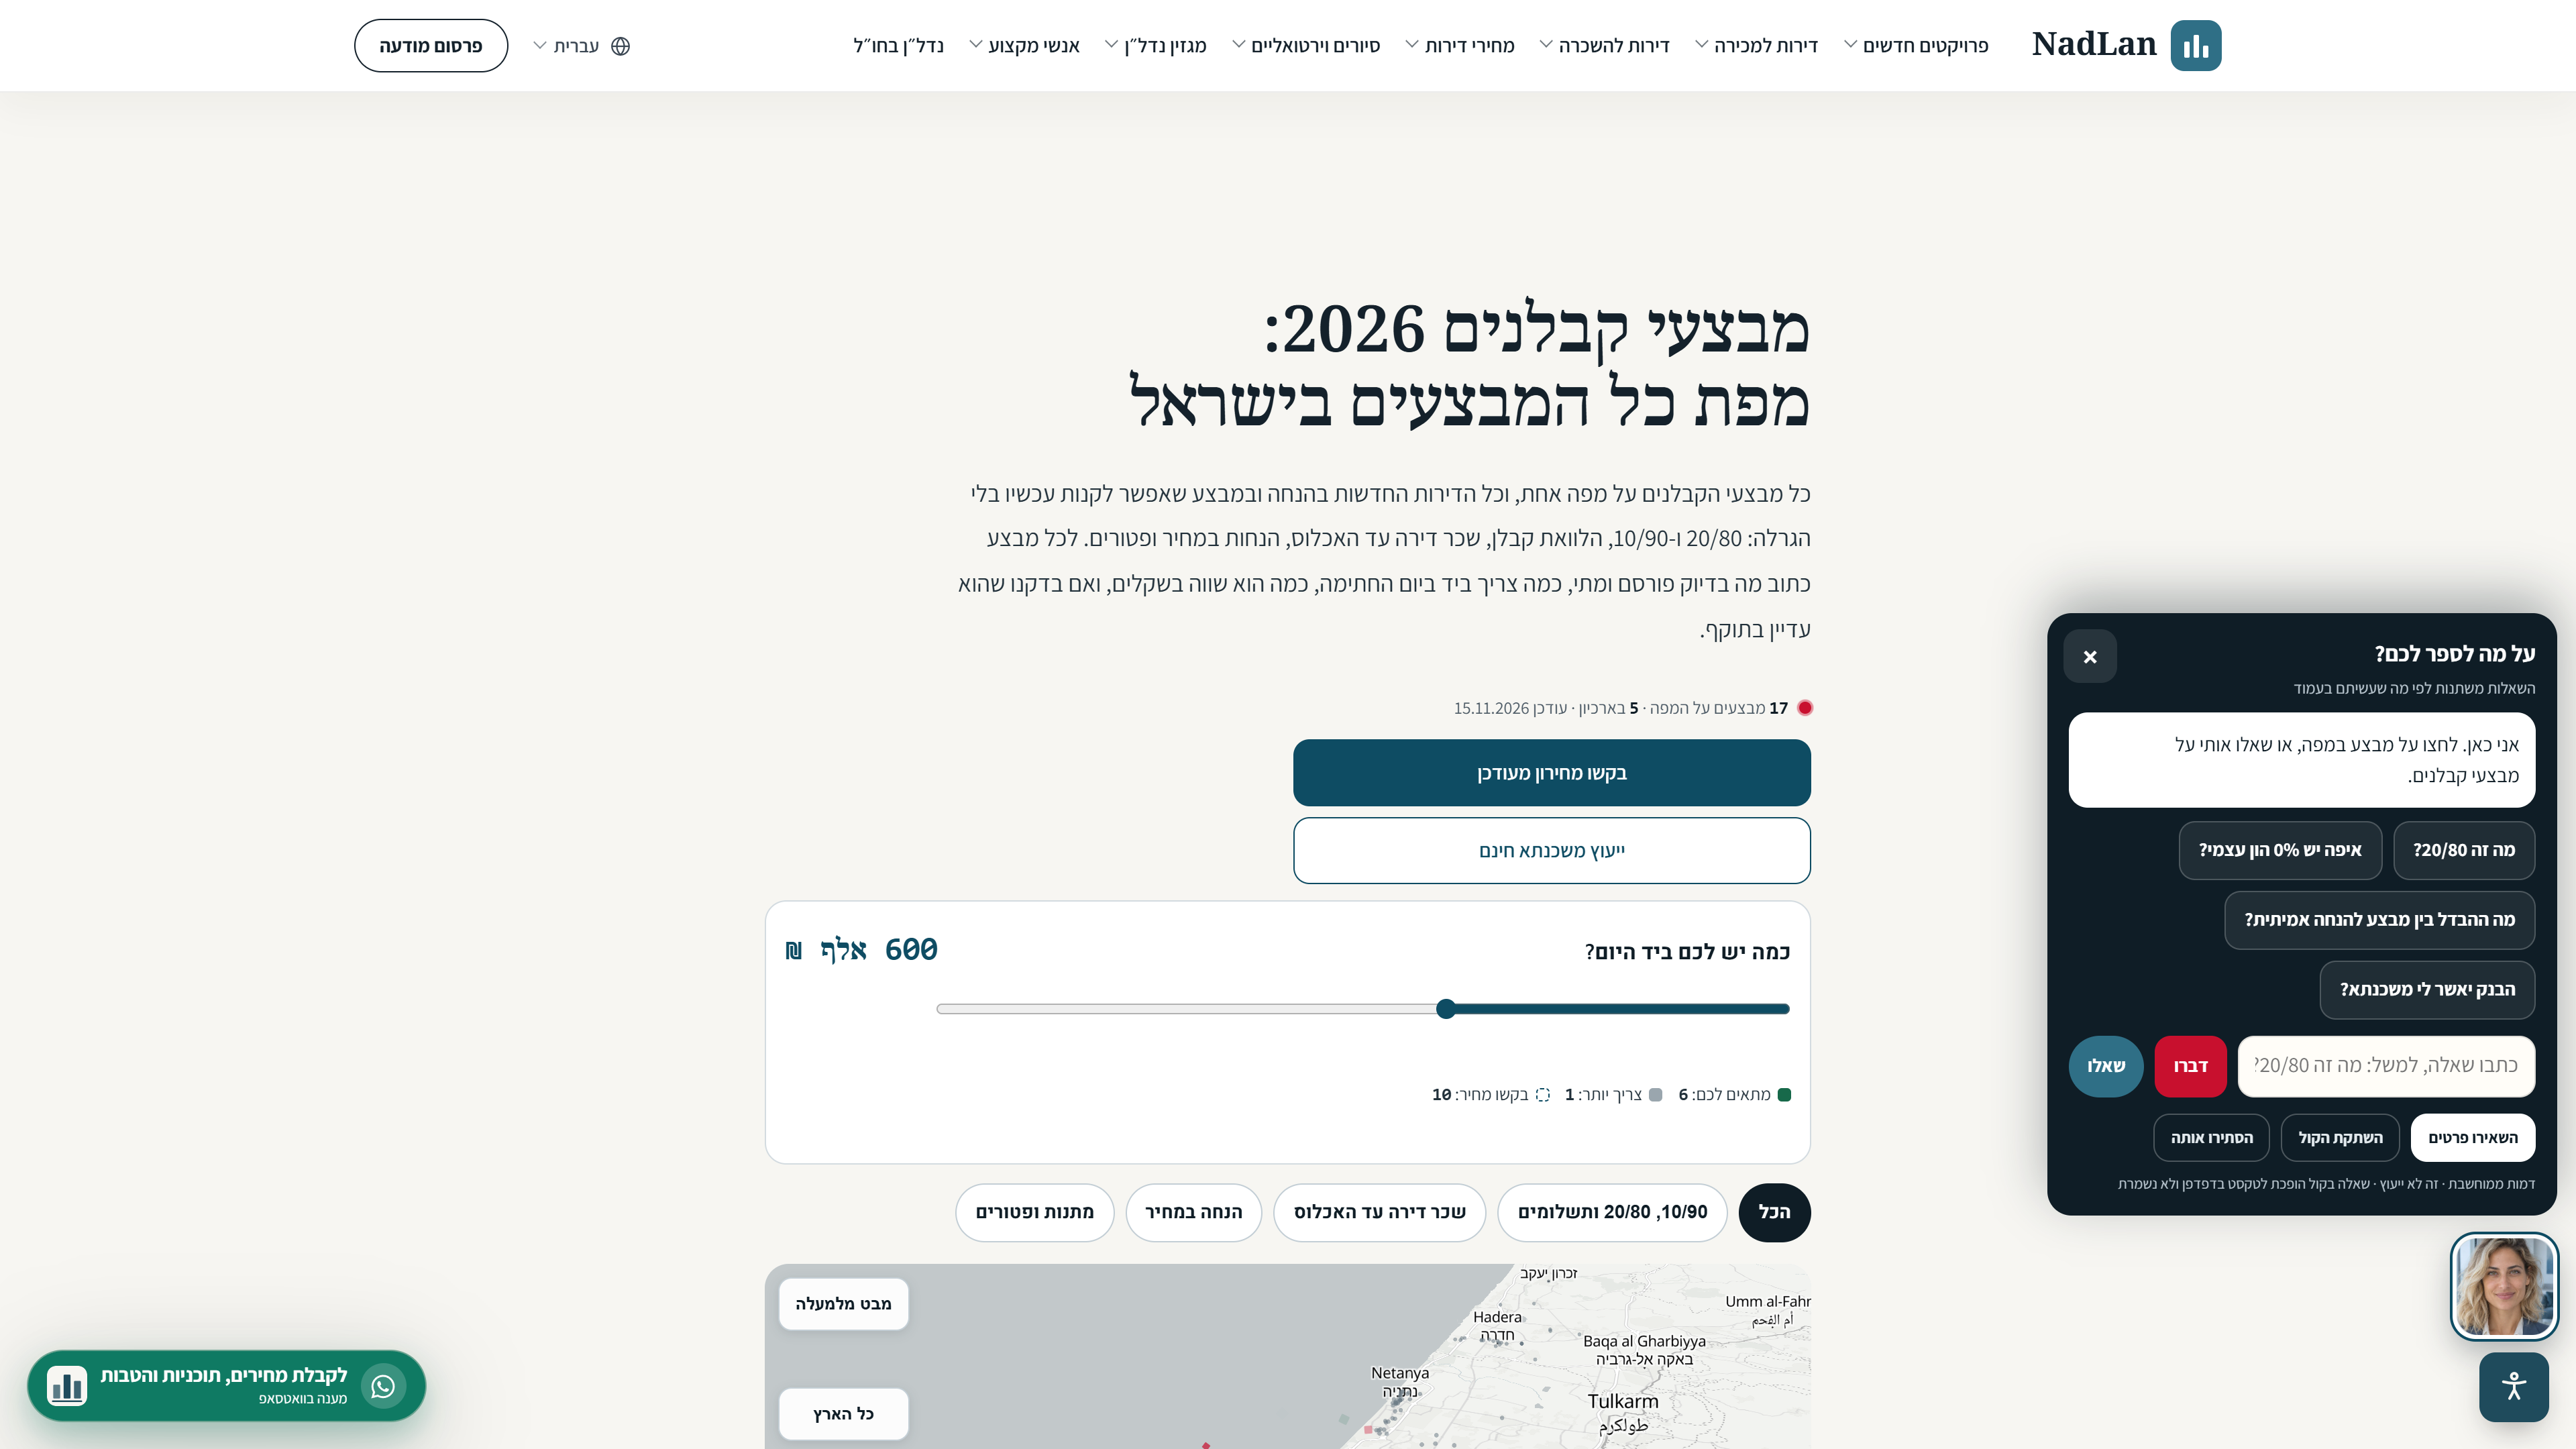 NadLan
פרויקטים חדשים
דירות למכירה
דירות להשכרה
מחירי דירות
סיורים וירטואליים
מגזין נדל״ן
אנשי מקצוע
נדל״ן בחו״ל
עברית
פרסום מודעה
מבצעי קבלנים 2026:
מפת כל המבצעים בישראל
כל מבצעי הקבלנים על מפה אחת, וכל הדירות החדשות בהנחה ובמבצע שאפשר לקנות עכשיו בלי
הגרלה: 20/80 ו-10/90, הלוואת קבלן, שכר דירה עד האכלוס, הנחות במחיר ופטורים. לכל מבצע
כתוב מה בדיוק פורסם ומתי, כמה צריך ביד ביום החתימה, כמה הוא שווה בשקלים, ואם בדקנו שהוא
עדיין בתוקף.
17 מבצעים על המפה · 5 בארכיון · עודכן 15.11.2026
בקשו מחירון מעודכן
ייעוץ משכנתא חינם
כמה יש לכם ביד היום?
600 אלף ₪
מתאים לכם: 6
צריך יותר: 1
בקשו מחיר: 10
הכל
10/90, 20/80 ותשלומים
שכר דירה עד האכלוס
הנחה במחיר
מתנות ופטורים
מבט מלמעלה
כל הארץ
זכרון יעקב
Umm al-Fahr
أم الفحم
Hadera
חדרה
Baqa al Gharbiyya
באקה אל-גרביה
Netanya
נתניה
Tulkarm
طولكرم
על מה לספר לכם?
השאלות משתנות לפי מה שעשיתם בעמוד
אני כאן. לחצו על מבצע במפה, או שאלו אותי על
מבצעי קבלנים.
מה זה 20/80?
איפה יש 0% הון עצמי?
מה ההבדל בין מבצע להנחה אמיתית?
הבנק יאשר לי משכנתא?
כתבו שאלה, למשל: מה זה 20/80?
דברו
שאלו
השאירו פרטים
השתקת הקול
הסתירו אותה
דמות ממוחשבת · זה לא ייעוץ · שאלה בקול הופכת לטקסט בדפדפן ולא נשמרת
לקבלת מחירים, תוכניות והטבות
מענה בוואטסאפ